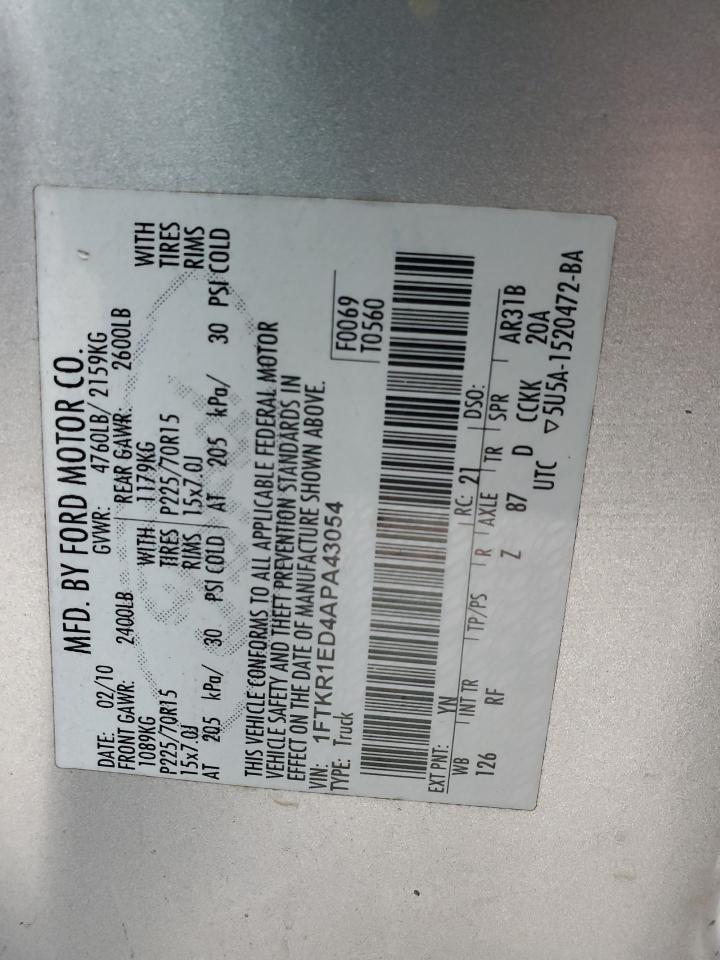 MFD. BY FORD MOTOR CO.
DATE: 02/10 GVWR: 4760LB/ 2159KG
FRONT GAWR: 2400LB REAR GAWR: 2600LB
1089KG WITH 1179KG WITH
P225/70R15 TIRES P225/70R15 TIRES
15x7.0J RIMS 15x7.0J RIMS
AT 205 kPa/ 30 PSI COLD AT 205 kPa/ 30 PSI COLD
THIS VEHICLE CONFORMS TO ALL APPLICABLE FEDERAL MOTOR
VEHICLE SAFETY AND THEFT PREVENTION STANDARDS IN
EFFECT ON THE DATE OF MANUFACTURE SHOWN ABOVE.
VIN: 1FTKR1ED4APA43054 F0069
TYPE: Truck T0560
EXT PNT: YN RC: 21 DSO:
WB INT TR TP/PS R AXLE TR SPR AR31B
126 RF Z 87 D CCKK 20A
UTC ▽5U5A-1520472-BA